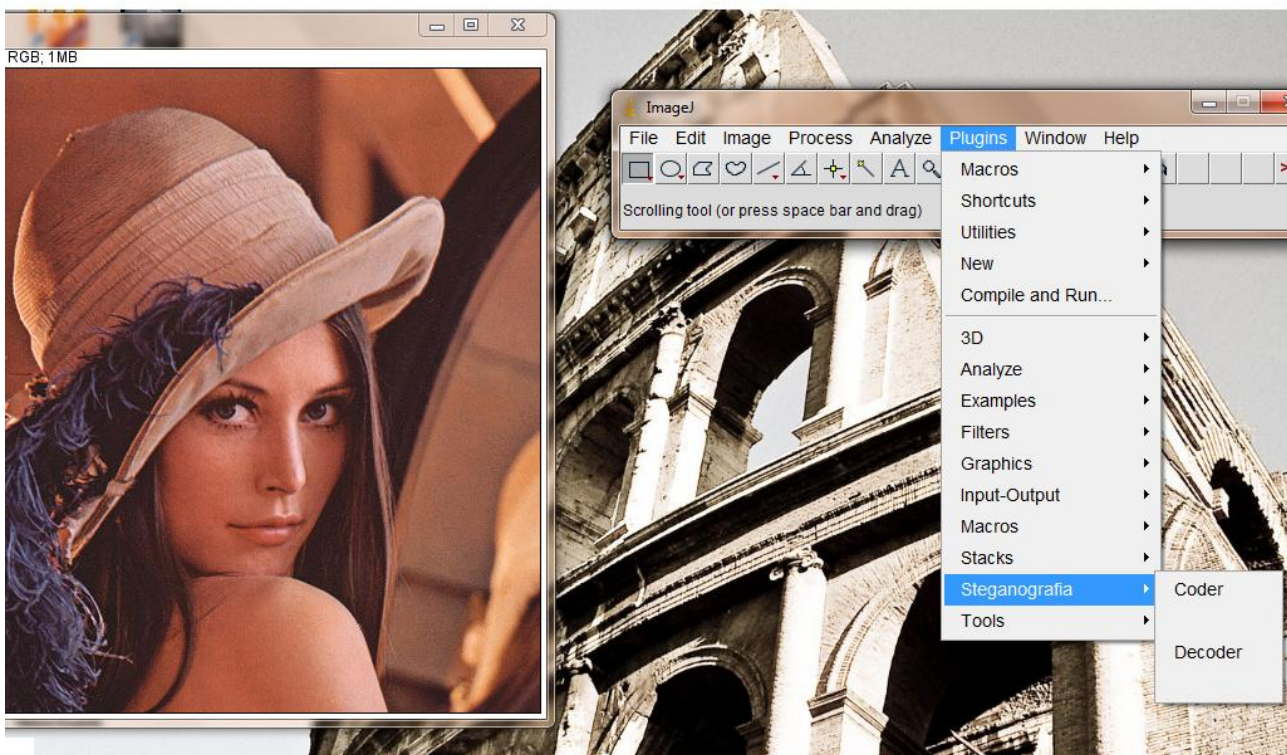 RGB; 1MB
ImageJ
File Edit Image Process Analyze Plugins Window Help
Scrolling tool (or press space bar and drag)
Macros
Shortcuts
Utilities
New
Compile and Run...
3D
Analyze
Examples
Filters
Graphics
Input-Output
Macros
Stacks
Steganografia
Tools
Coder
Decoder